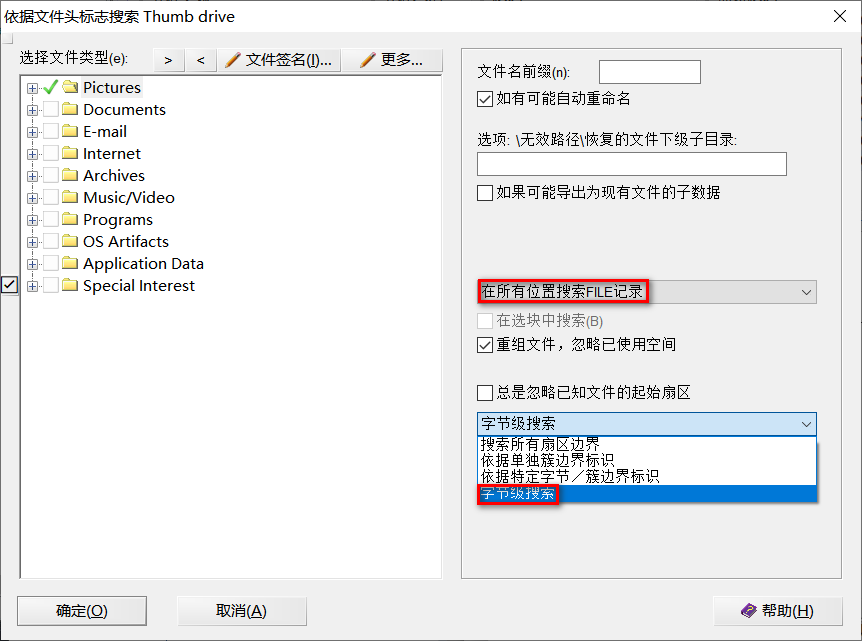 依据文件头标志搜索 Thumb drive
选择文件类型(e):
>
<
文件签名(I)...
更多...
Pictures
Documents
E-mail
Internet
Archives
Music/Video
Programs
OS Artifacts
Application Data
Special Interest
文件名前缀(n):
如有可能自动重命名
选项: \无效路径\恢复的文件下级子目录:
如果可能导出为现有文件的子数据
在所有位置搜索FILE记录
在选块中搜索(B)
重组文件，忽略已使用空间
总是忽略已知文件的起始扇区
字节级搜索
搜索所有扇区边界
依据单独簇边界标识
依据特定字节／簇边界标识
字节级搜索
确定(O)
取消(A)
帮助(H)